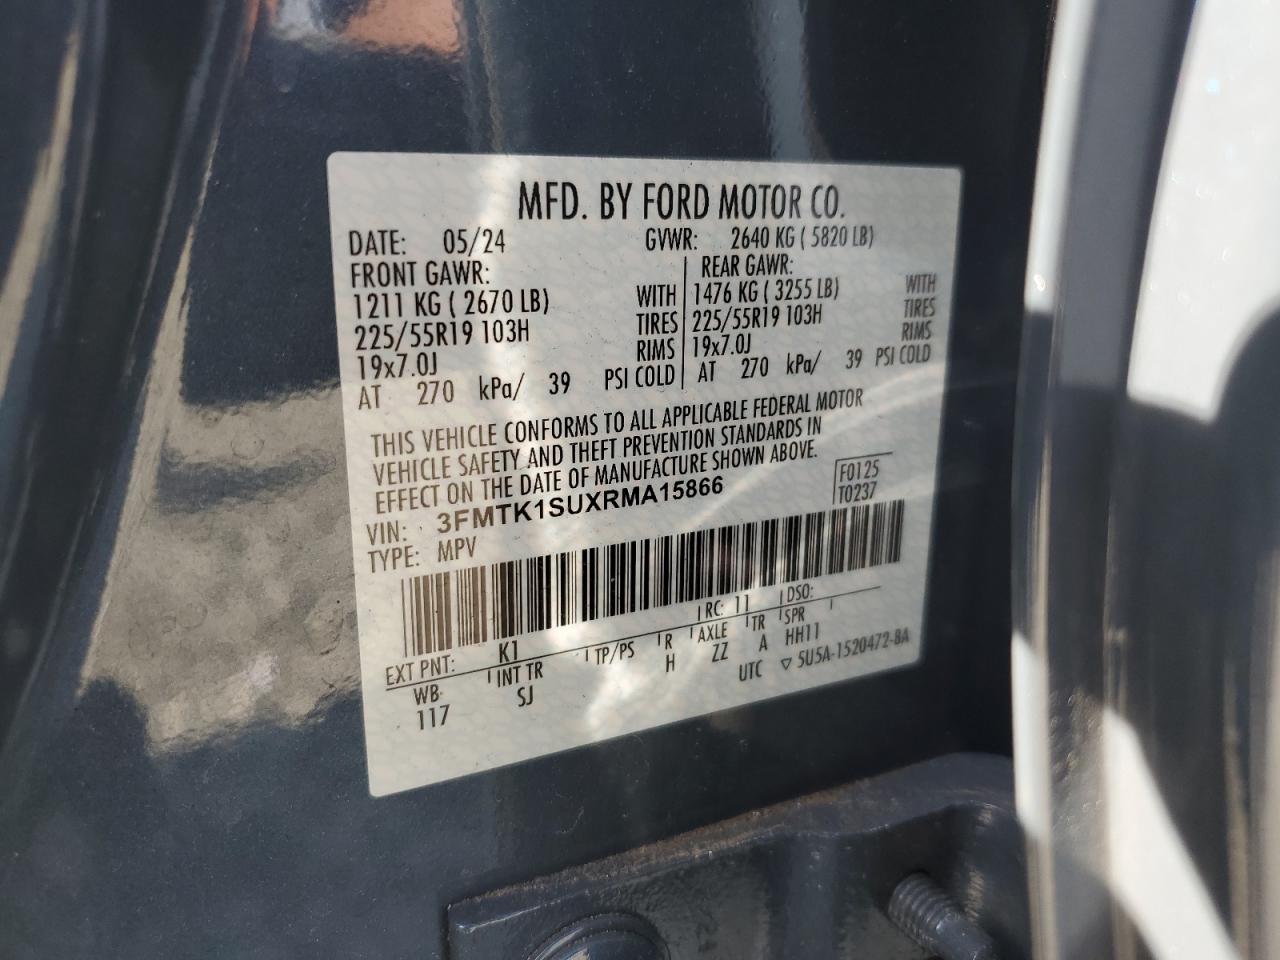 MFD. BY FORD MOTOR CO.
DATE: 05/24 GVWR: 2640 KG ( 5820 LB)
FRONT GAWR: REAR GAWR:
1211 KG ( 2670 LB) WITH 1476 KG ( 3255 LB) WITH
225/55R19 103H TIRES 225/55R19 103H TIRES
19x7.0J RIMS 19x7.0J RIMS
AT 270 kPa/ 39 PSI COLD AT 270 kPa/ 39 PSI COLD
THIS VEHICLE CONFORMS TO ALL APPLICABLE FEDERAL MOTOR
VEHICLE SAFETY AND THEFT PREVENTION STANDARDS IN
EFFECT ON THE DATE OF MANUFACTURE SHOWN ABOVE.
VIN: 3FMTK1SUXRMA15866 F0125
TYPE: MPV T0237
EXT PNT: K1 RC: 11 DSO:
WB INT TR TP/PS R AXLE TR SPR
117 SJ H ZZ A HH11
UTC ▽ 5U5A-1520472-BA